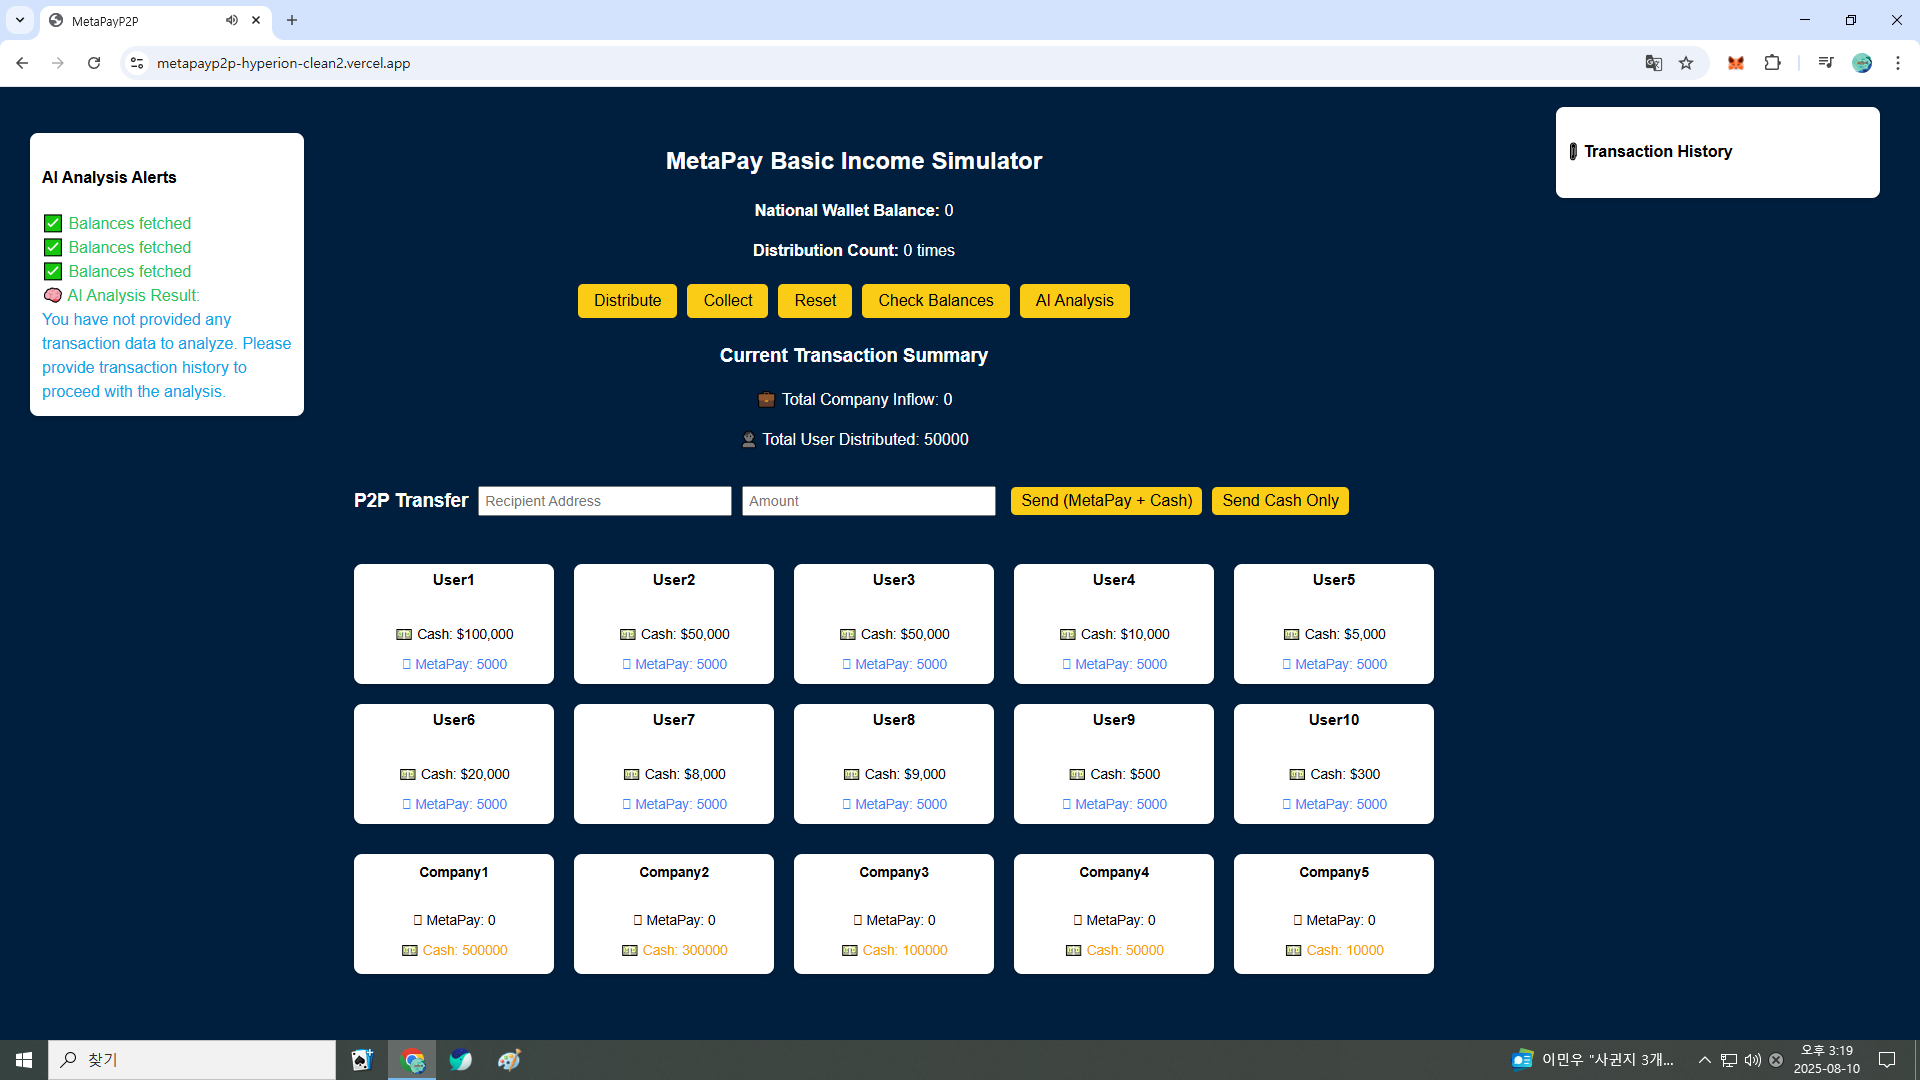 MetaPayP2P
metapayp2p-hyperion-clean2.vercel.app
AI Analysis Alerts
✅ Balances fetched
✅ Balances fetched
✅ Balances fetched
🧠 AI Analysis Result:
You have not provided any
transaction data to analyze. Please
provide transaction history to
proceed with the analysis.
MetaPay Basic Income Simulator
National Wallet Balance: 0
Distribution Count: 0 times
Distribute Collect Reset Check Balances AI Analysis
Current Transaction Summary
💼 Total Company Inflow: 0
👤 Total User Distributed: 50000
P2P Transfer Recipient Address Amount Send (MetaPay + Cash) Send Cash Only
Transaction History
User1 User2 User3 User4 User5
💵 Cash: $100,000 💵 Cash: $50,000 💵 Cash: $50,000 💵 Cash: $10,000 💵 Cash: $5,000
MetaPay: 5000 MetaPay: 5000 MetaPay: 5000 MetaPay: 5000 MetaPay: 5000
User6 User7 User8 User9 User10
💵 Cash: $20,000 💵 Cash: $8,000 💵 Cash: $9,000 💵 Cash: $500 💵 Cash: $300
MetaPay: 5000 MetaPay: 5000 MetaPay: 5000 MetaPay: 5000 MetaPay: 5000
Company1 Company2 Company3 Company4 Company5
MetaPay: 0 MetaPay: 0 MetaPay: 0 MetaPay: 0 MetaPay: 0
💵 Cash: 500000 💵 Cash: 300000 💵 Cash: 100000 💵 Cash: 50000 💵 Cash: 10000
찾기
이민우 "사귄지 3개...
오후 3:19
2025-08-10